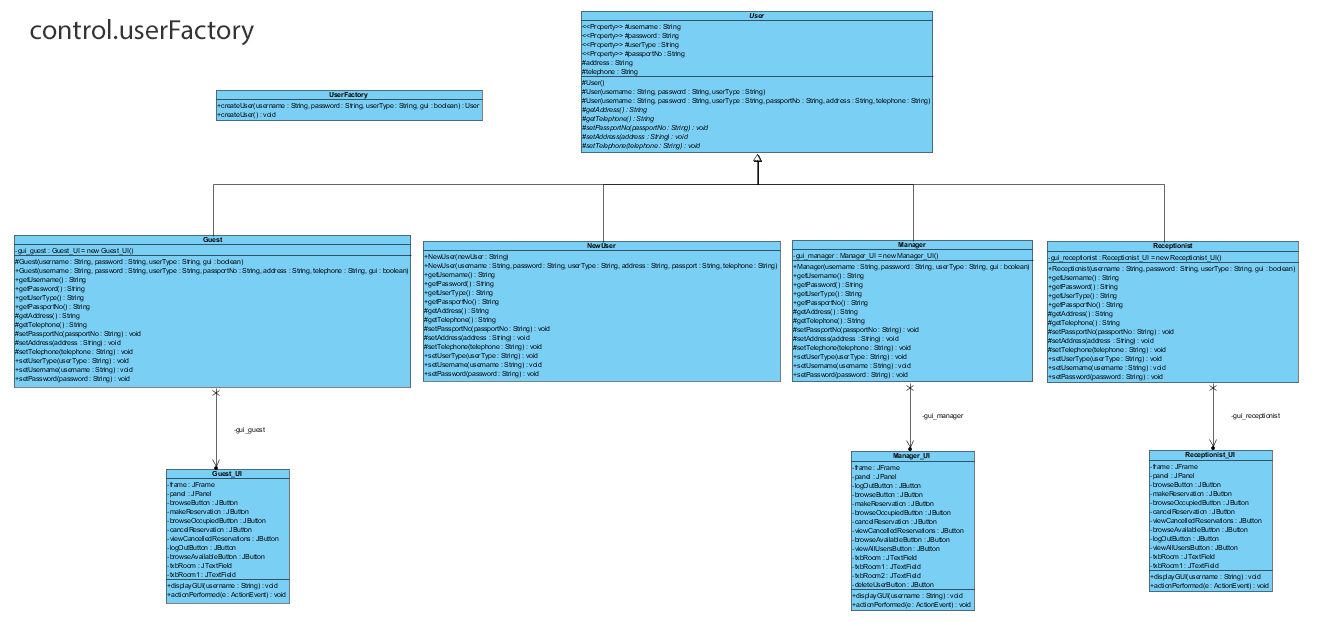 control.userFactory
User
<<Property>> #username : String
<<Property>> #password : String
<<Property>> #userType : String
<<Property>> #passportNo : String
#address : String
#telephone : String
#User()
#User(username : String, password : String, userType : String)
#User(username : String, password : String, userType : String, passportNo : String, address : String, telephone : String)
#getAddress() : String
#getTelephone() : String
#setPassportNo(passportNo : String) : void
#setAddress(address : String) : void
#setTelephone(telephone : String) : void
UserFactory
+createUser(username : String, password : String, userType : String, gui : boolean) : User
+createUser() : void
Guest
-gui_guest : Guest_UI = new Guest_UI()
#Guest(username : String, password : String, userType : String, gui : boolean)
+Guest(username : String, password : String, userType : String, passportNo : String, address : String, telephone : String, gui : boolean)
+getUsername() : String
+getPassword() : String
+getUserType() : String
+getPassportNo() : String
#getAddress() : String
#getTelephone() : String
#setPassportNo(passportNo : String) : void
#setAddress(address : String) : void
#setTelephone(telephone : String) : void
+setUserType(userType : String) : void
+setUsername(username : String) : void
+setPassword(password : String) : void
NewUser
+NewUser(newUser : String)
+NewUser(username : String, password : String, userType : String, address : String, passport : String, telephone : String)
+getUsername() : String
+getPassword() : String
+getUserType() : String
+getPassportNo() : String
#getAddress() : String
#getTelephone() : String
#setPassportNo(passportNo : String) : void
#setAddress(address : String) : void
#setTelephone(telephone : String) : void
+setUserType(userType : String) : void
+setUsername(username : String) : void
+setPassword(password : String) : void
Manager
-gui_manager : Manager_UI = new Manager_UI()
+Manager(username : String, password : String, userType : String, gui : boolean)
+getUsername() : String
+getPassword() : String
+getUserType() : String
+getPassportNo() : String
#getAddress() : String
#getTelephone() : String
#setPassportNo(passportNo : String) : void
#setAddress(address : String) : void
#setTelephone(telephone : String) : void
+setUserType(userType : String) : void
+setUsername(username : String) : void
+setPassword(password : String) : void
Receptionist
-gui_receptionist : Receptionist_UI = new Receptionist_UI()
+Receptionist(username : String, password : String, userType : String, gui : boolean)
+getUsername() : String
+getPassword() : String
+getUserType() : String
+getPassportNo() : String
#getAddress() : String
#getTelephone() : String
#setPassportNo(passportNo : String) : void
#setAddress(address : String) : void
#setTelephone(telephone : String) : void
+setUserType(userType : String) : void
+setUsername(username : String) : void
+setPassword(password : String) : void
-gui_guest
-gui_manager
-gui_receptionist
Guest_UI
-frame : JFrame
-panel : JPanel
-browseButton : JButton
-makeReservation : JButton
-browseOccupiedButton : JButton
-cancelReservation : JButton
-viewCancelledReservations : JButton
-logOutButton : JButton
-browseAvailableButton : JButton
-txbRoom : JTextField
-txbRoom1 : JTextField
+displayGUI(username : String) : void
+actionPerformed(e : ActionEvent) : void
Manager_UI
-frame : JFrame
-panel : JPanel
-logOutButton : JButton
-browseButton : JButton
-makeReservation : JButton
-browseOccupiedButton : JButton
-cancelReservation : JButton
-viewCancelledReservations : JButton
-browseAvailableButton : JButton
-viewAllUsersButton : JButton
-txbRoom : JTextField
-txbRoom1 : JTextField
-txbRoom2 : JTextField
-deleteUserButton : JButton
+displayGUI(username : String) : void
+actionPerformed(e : ActionEvent) : void
Receptionist_UI
-frame : JFrame
-panel : JPanel
-browseButton : JButton
-makeReservation : JButton
-browseOccupiedButton : JButton
-cancelReservation : JButton
-viewCancelledReservations : JButton
-browseAvailableButton : JButton
-logOutButton : JButton
-viewAllUsersButton : JButton
-txbRoom : JTextField
-txbRoom1 : JTextField
+displayGUI(username : String) : void
+actionPerformed(e : ActionEvent) : void